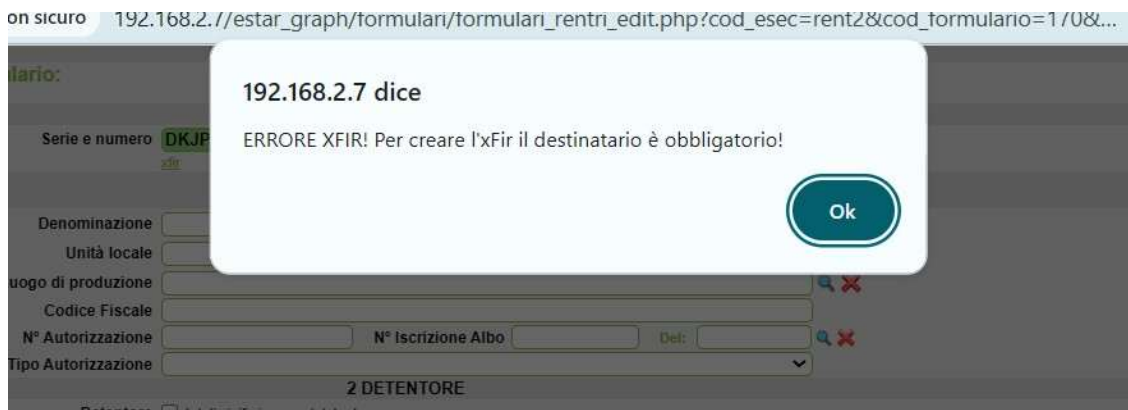 on sicuro 192.168.2.7/estar_graph/formulari/formulari_rentri_edit.php?cod_esec=rent2&cod_formulario=170&...
lario:
192.168.2.7 dice
ERRORE XFIR! Per creare l'xFir il destinatario è obbligatorio!
Ok
Serie e numero DKJP
xfir
Denominazione
Unità locale
uogo di produzione
Codice Fiscale
N° Autorizzazione N° Iscrizione Albo Del:
Tipo Autorizzazione
2 DETENTORE